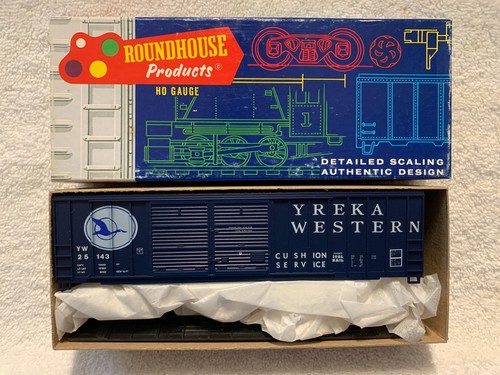 ROUNDHOUSE
Products®
HO GAUGE
1
DETAILED SCALING
AUTHENTIC DESIGN
YREKA
WESTERN
YW
25143
CUSHION
SERVICE